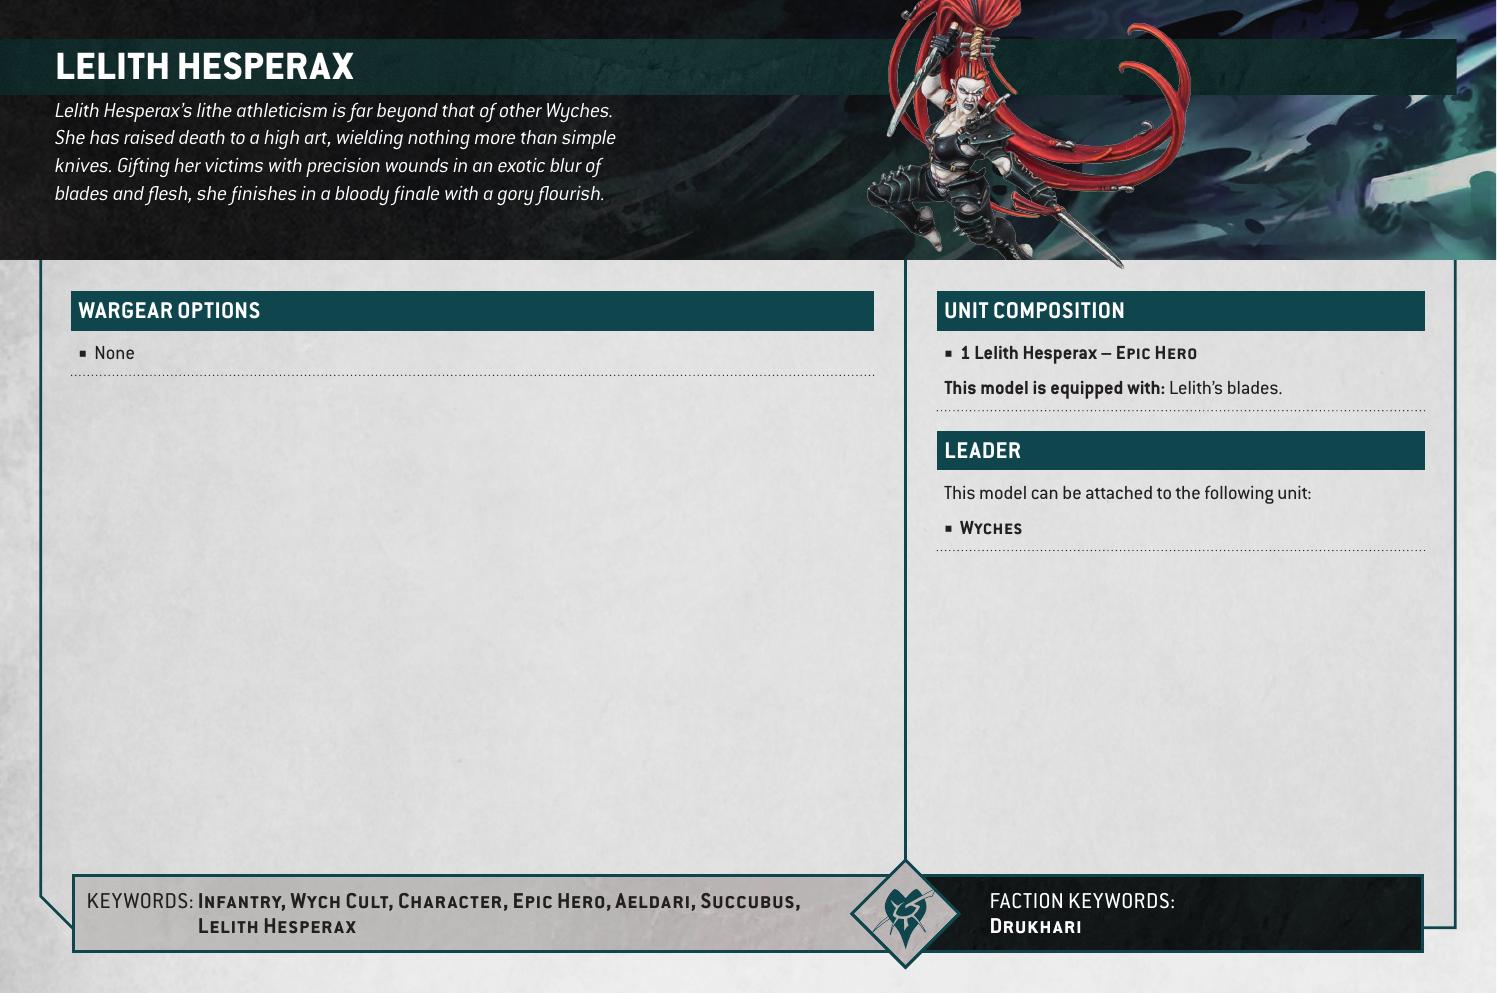 LELITH HESPERAX
Lelith Hesperax’s lithe athleticism is far beyond that of other Wyches.
She has raised death to a high art, wielding nothing more than simple
knives. Gifting her victims with precision wounds in an exotic blur of
blades and flesh, she finishes in a bloody finale with a gory flourish.
WARGEAR OPTIONS
▪ None
UNIT COMPOSITION
▪ 1 Lelith Hesperax – Epic Hero
This model is equipped with: Lelith’s blades.
LEADER
This model can be attached to the following unit:
▪ Wyches
KEYWORDS: Infantry, Wych Cult, Character, Epic Hero, Aeldari, Succubus,
Lelith Hesperax
FACTION KEYWORDS:
Drukhari